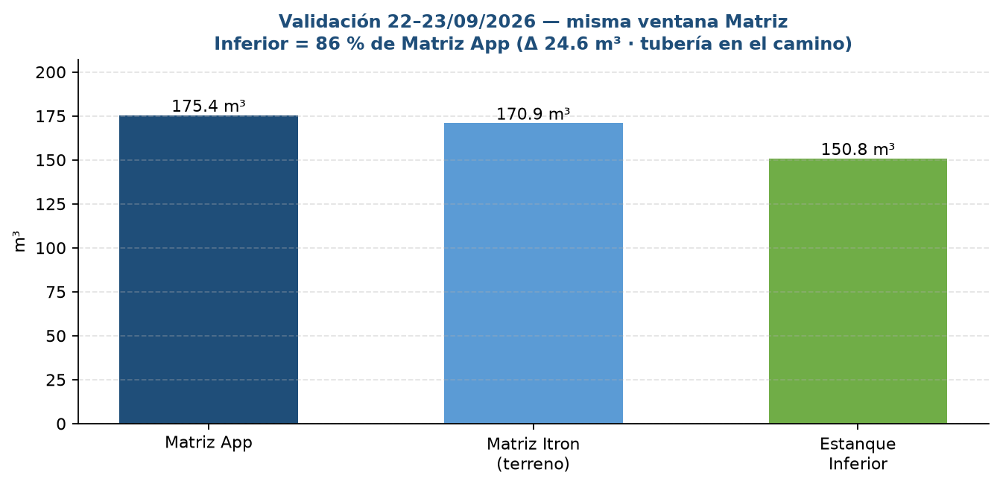 Validación 22–23/09/2026 — misma ventana Matriz
Inferior = 86 % de Matriz App (Δ 24.6 m³ · tubería en el camino)
200
175
150
125
100
75
50
25
0
m³
175.4 m³
170.9 m³
150.8 m³
Matriz App
Matriz Itron
(terreno)
Estanque
Inferior